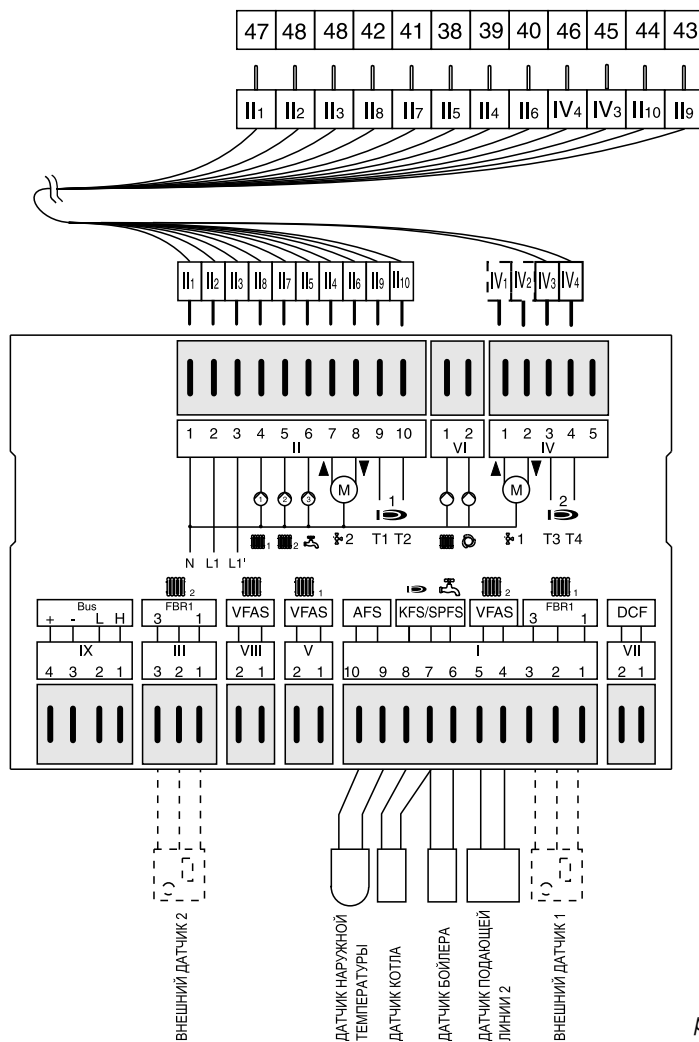 47 48 48 42 41 38 39 40 46 45 44 43
II1 II2 II3 II8 II7 II5 II4 II6 IV4 IV3 II10 II9
II1 II2 II3 II8 II7 II5 II4 II6 II9 II10 IV1 IV2 IV3 IV4
1 2 3 4 5 6 7 8 9 10 1 2 1 2 3 4 5
II VI IV
1 2 3 M 1 M 2
1 2 2 T1 T2 1 T3 T4
N L1 L1'
2 1 2 1
Bus FBR1 VFAS VFAS AFS KFS/SPFS VFAS FBR1 DCF
+ - L H 3 1 3 1
IX III VIII V I VII
4 3 2 1 3 2 1 2 1 2 1 10 9 8 7 6 5 4 3 2 1 2 1
ВНЕШНИЙ ДАТЧИК 2
ДАТЧИК НАРУЖНОЙ
ТЕМПЕРАТУРЫ
ДАТЧИК КОТЛА
ДАТЧИК БОЙЛЕРА
ДАТЧИК ПОДАЮЩЕЙ
ЛИНИИ 2
ВНЕШНИЙ ДАТЧИК 1